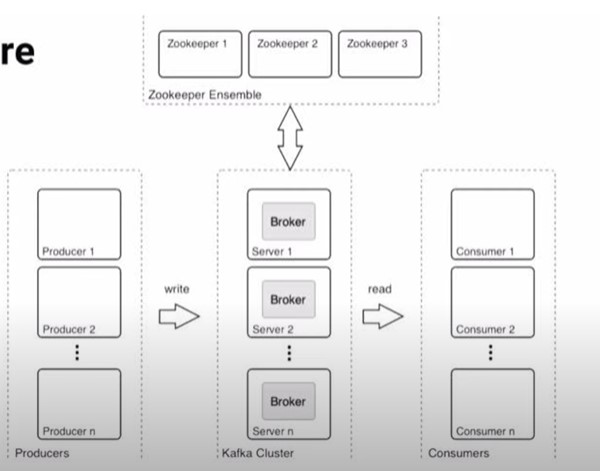 re
Zookeeper 1
Zookeeper 2
Zookeeper 3
Zookeeper Ensemble
Producer 1
Producer 2
Producer n
Producers
write
Broker
Server 1
Broker
Server 2
Broker
Server n
Kafka Cluster
read
Consumer 1
Consumer 2
Consumer n
Consumers